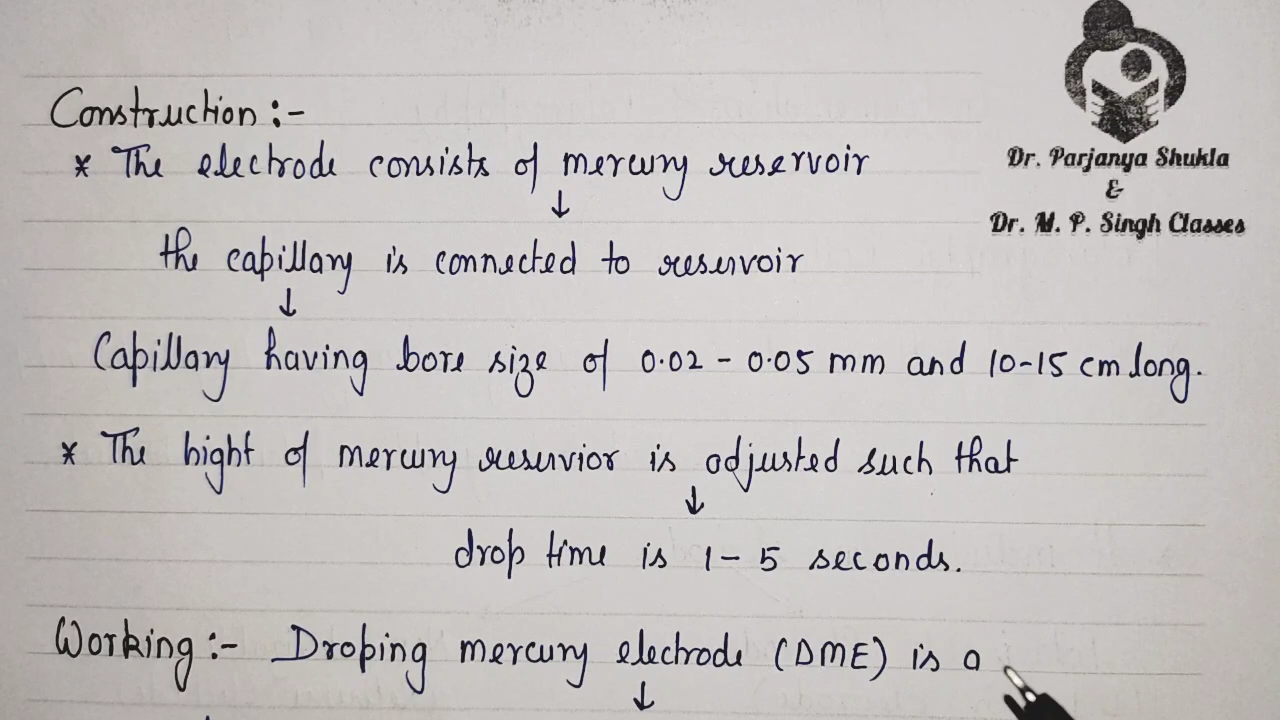 Construction :-
* The electrode consists of mercury reservoir
↓
the capillary is connected to reservoir
↓
Capillary having bore size of 0.02 - 0.05 mm and 10-15 cm long.
* The hight of mercury reservior is adjusted such that
↓
drop time is 1 - 5 seconds.
Working :- Droping mercury electrode (DME) is a
↓
Dr. Parjanya Shukla
&
Dr. M. P. Singh Classes